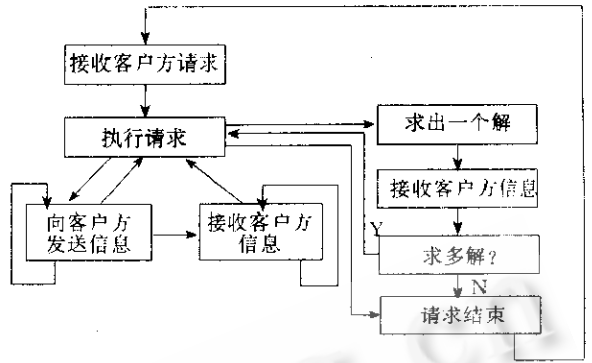 接收客户方请求
执行请求
求出一个解
接收客户方信息
向客户方
发送信息
接收客户方
信息
Y
求多解?
N
请求结束